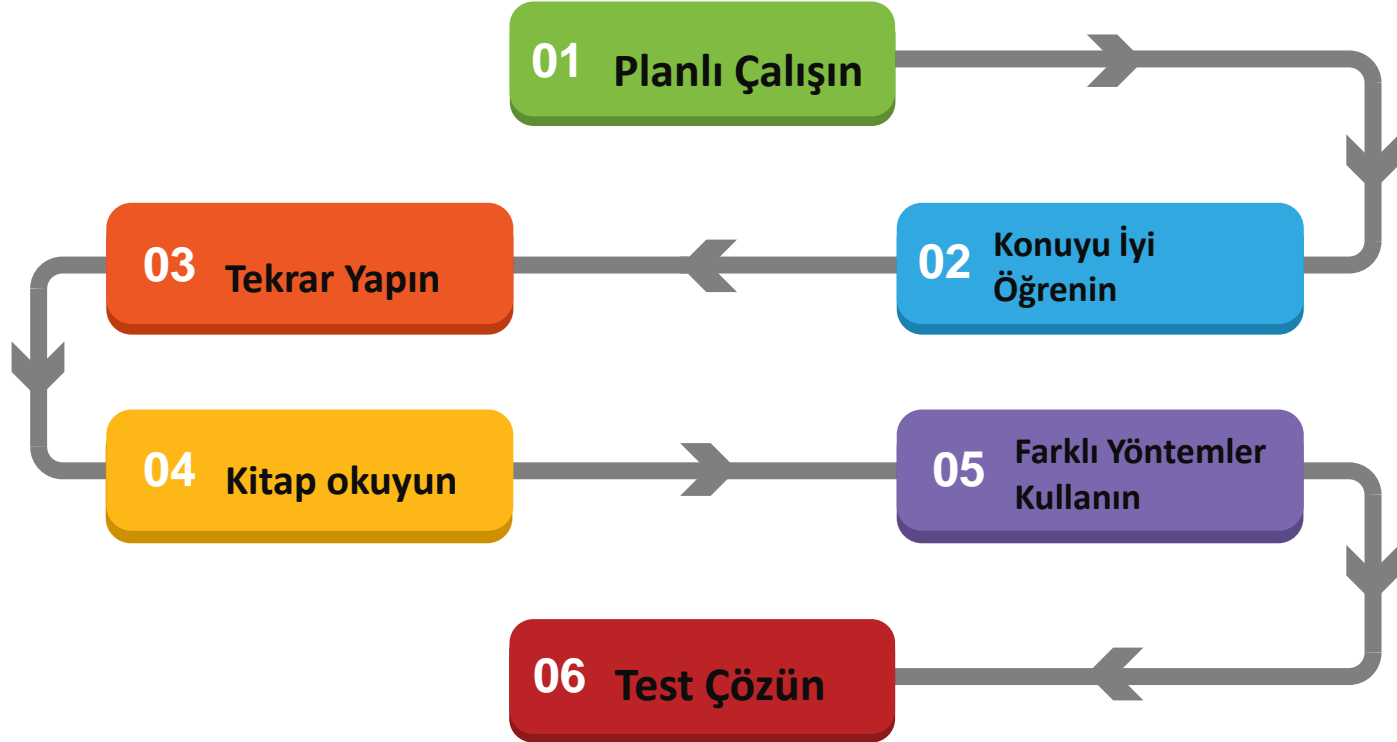 01 Planlı Çalışın
02 Konuyu İyi
Öğrenin
03 Tekrar Yapın
04 Kitap okuyun
05 Farklı Yöntemler
Kullanın
06 Test Çözün